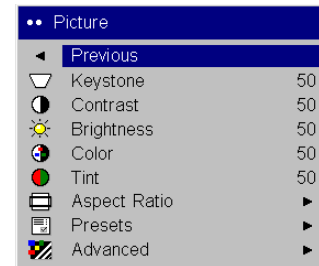 Picture
Previous
Keystone 50
Contrast 50
Brightness 50
Color 50
Tint 50
Aspect Ratio
Presets
Advanced